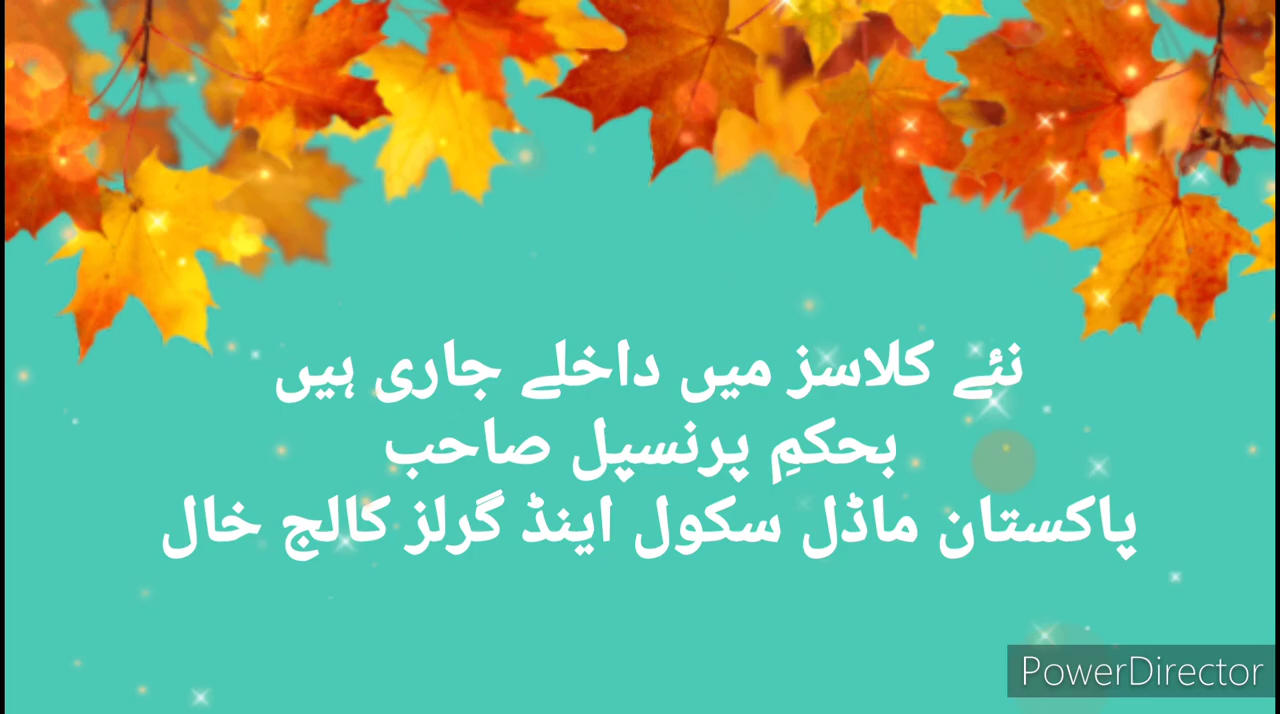 نئے کلاسز میں داخلے جاری ہیں
بحکمِ پرنسپل صاحب
پاکستان ماڈل سکول اینڈ گرلز کالج خال
PowerDirector